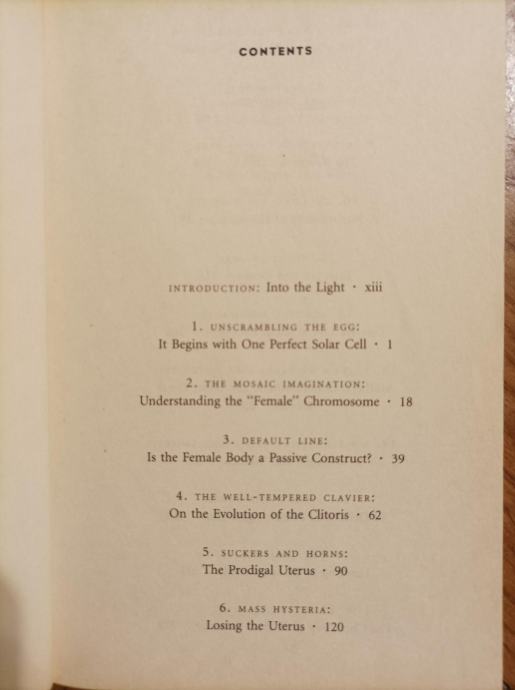 CONTENTS
INTRODUCTION: Into the Light · xiii
1. UNSCRAMBLING THE EGG:
It Begins with One Perfect Solar Cell · 1
2. THE MOSAIC IMAGINATION:
Understanding the "Female" Chromosome · 18
3. DEFAULT LINE:
Is the Female Body a Passive Construct? · 39
4. THE WELL-TEMPERED CLAVIER:
On the Evolution of the Clitoris · 62
5. SUCKERS AND HORNS:
The Prodigal Uterus · 90
6. MASS HYSTERIA:
Losing the Uterus · 120